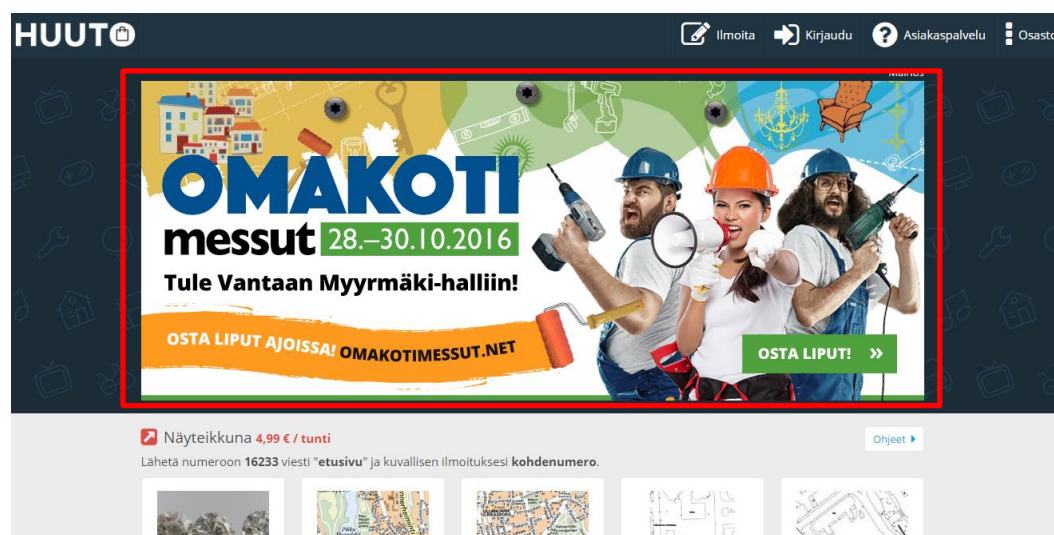 HUUTO
Ilmoita
Kirjaudu
Asiakaspalvelu
Osasto
Mainos
OMAKOTI
messut 28.–30.10.2016
Tule Vantaan Myyrmäki-halliin!
OSTA LIPUT AJOISSA! OMAKOTIMESSUT.NET
OSTA LIPUT! »
Näyteikkuna 4,99 € / tunti
Ohjeet
Lähetä numeroon 16233 viesti "etusivu" ja kuvallisen ilmoituksesi kohdenumero.